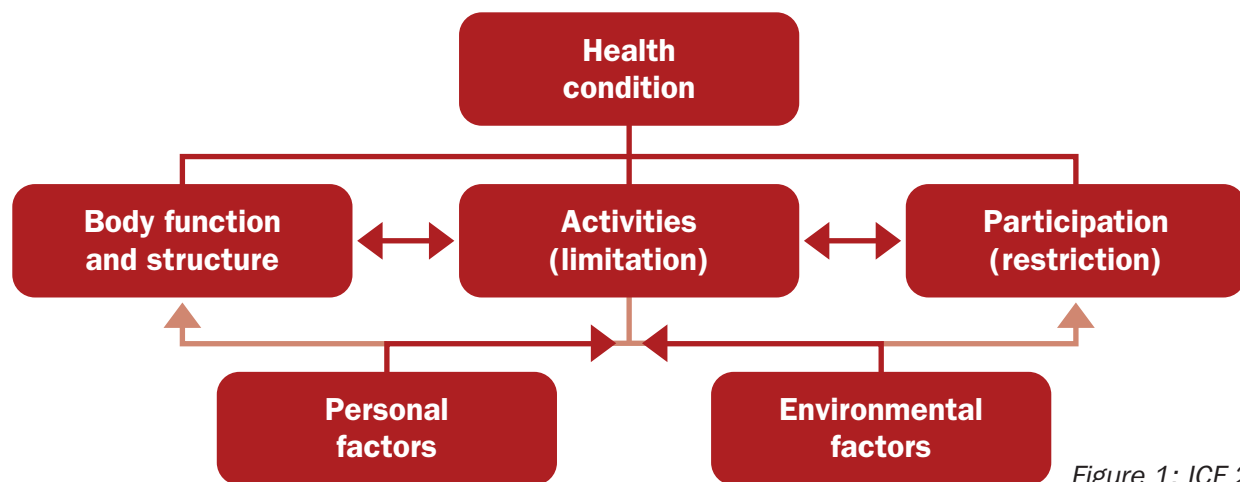 Health
condition
Body function
and structure
Activities
(limitation)
Participation
(restriction)
Personal
factors
Environmental
factors
Figure 1: ICF